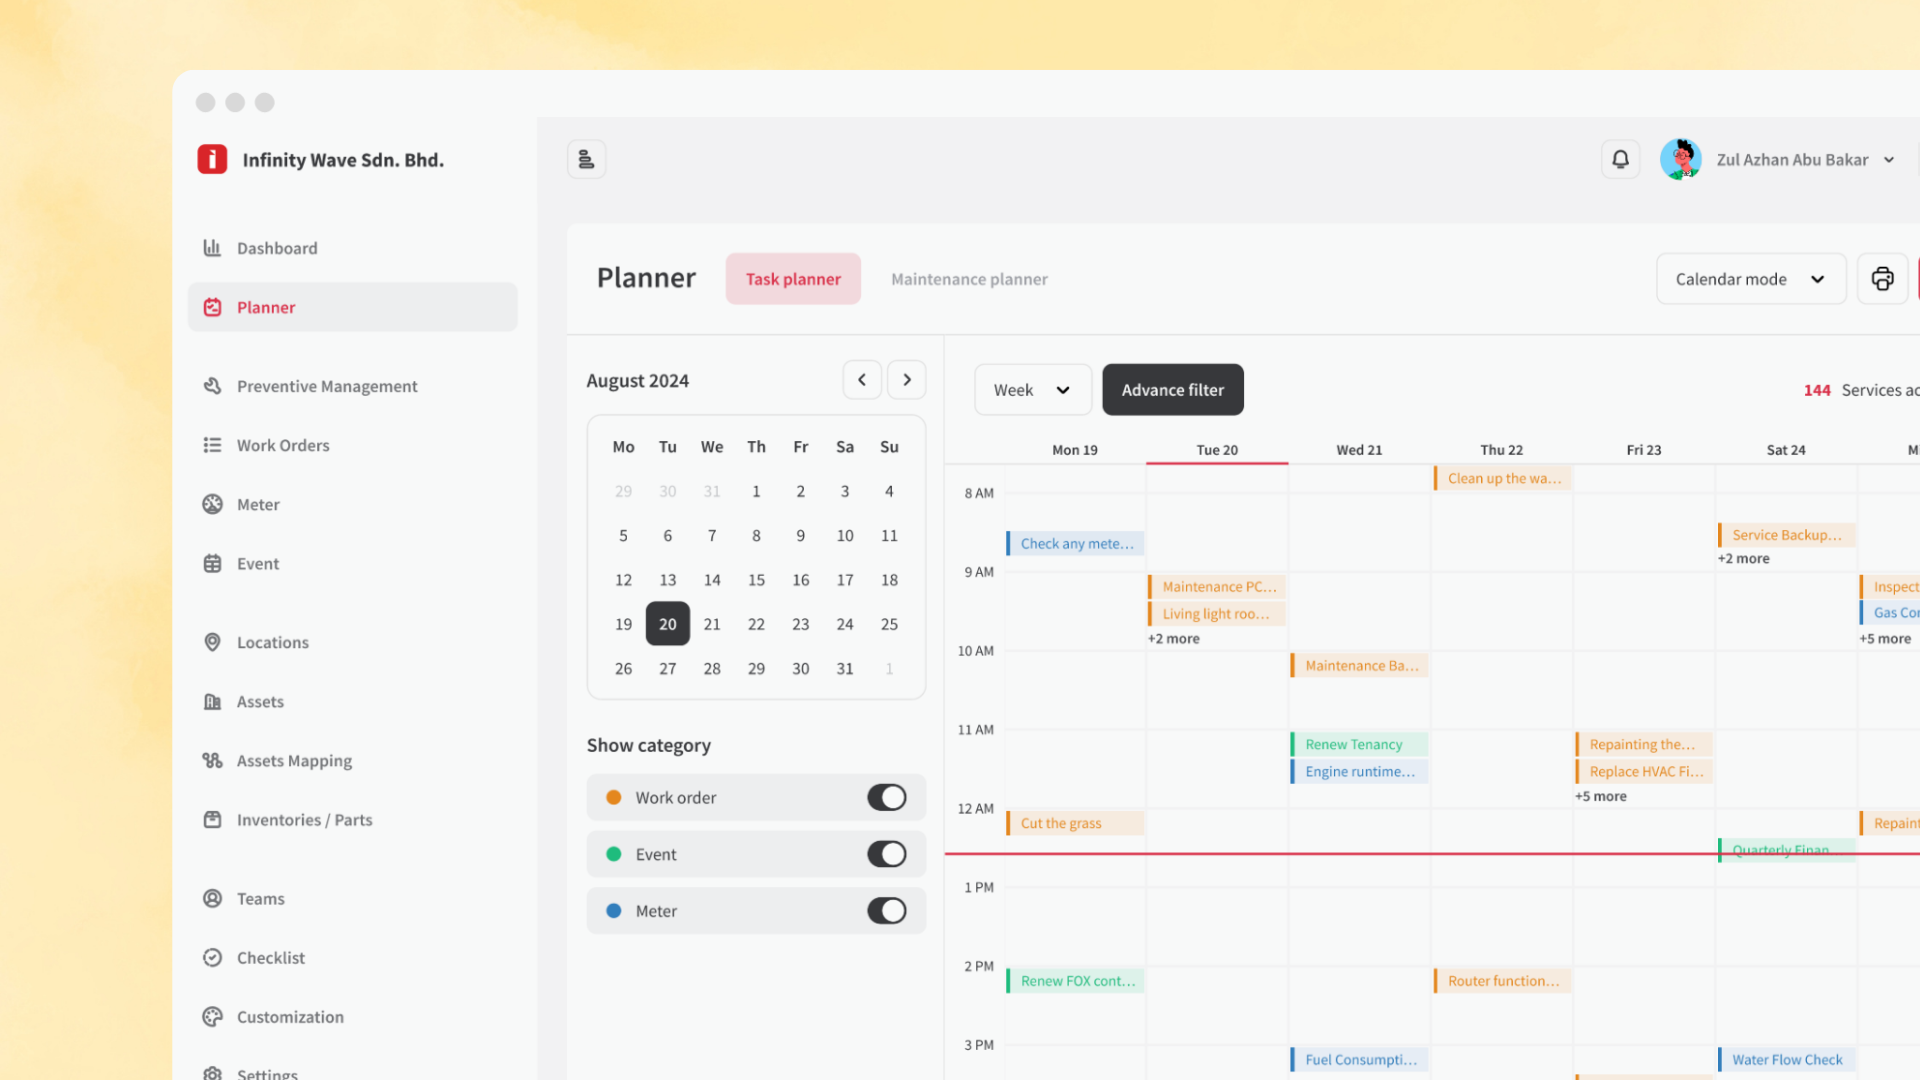 Infinity Wave Sdn. Bhd.
Zul Azhan Abu Bakar
Dashboard
Planner
Preventive Management
Work Orders
Meter
Event
Locations
Assets
Assets Mapping
Inventories / Parts
Teams
Checklist
Customization
Settings
Planner
Task planner
Maintenance planner
Calendar mode
August 2024
Mo Tu We Th Fr Sa Su
29 30 31 1 2 3 4
5 6 7 8 9 10 11
12 13 14 15 16 17 18
19 20 21 22 23 24 25
26 27 28 29 30 31 1
Show category
Work order
Event
Meter
Week
Advance filter
144 Services ac
Mon 19 Tue 20 Wed 21 Thu 22 Fri 23 Sat 24 M
Clean up the wa...
8 AM
Service Backup...
Check any mete...
+2 more
9 AM
Maintenance PC...
Inspect
Living light roo...
Gas Cor
+2 more
+5 more
10 AM
Maintenance Ba...
11 AM
Renew Tenancy
Repainting the...
Engine runtime...
Replace HVAC Fi...
+5 more
12 AM
Cut the grass
Repaint
Quarterly Finan
1 PM
2 PM
Renew FOX cont...
Router function...
3 PM
Fuel Consumpti...
Water Flow Check